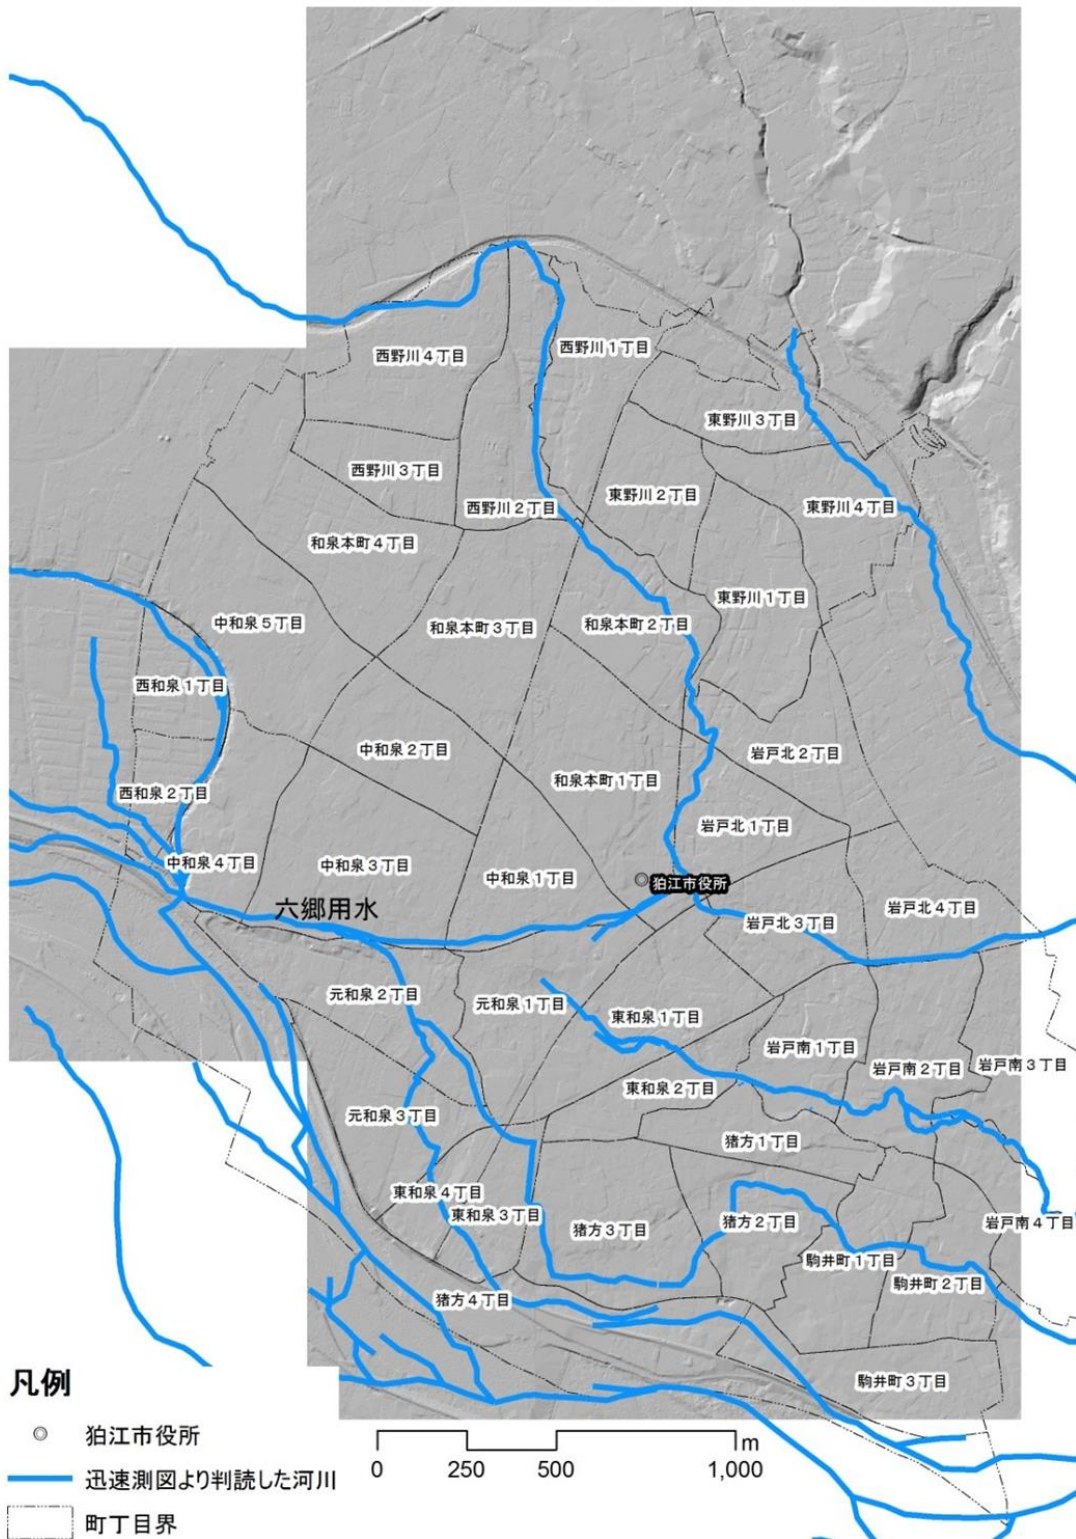 西野川４丁目
西野川１丁目
東野川３丁目
西野川３丁目
東野川２丁目
西野川２丁目
東野川４丁目
和泉本町４丁目
東野川１丁目
中和泉５丁目
和泉本町３丁目
和泉本町２丁目
西和泉１丁目
中和泉２丁目
岩戸北２丁目
和泉本町１丁目
西和泉２丁目
岩戸北１丁目
中和泉４丁目
中和泉３丁目
中和泉１丁目
狛江市役所
六郷用水
岩戸北４丁目
岩戸北３丁目
元和泉２丁目
元和泉１丁目
東和泉１丁目
岩戸南１丁目
岩戸南２丁目
岩戸南３丁目
東和泉２丁目
元和泉３丁目
猪方１丁目
東和泉４丁目
東和泉３丁目
猪方３丁目
猪方２丁目
岩戸南４丁目
駒井町１丁目
駒井町２丁目
猪方４丁目
駒井町３丁目
凡例
狛江市役所
迅速測図より判読した河川
町丁目界
m
0 250 500 1,000